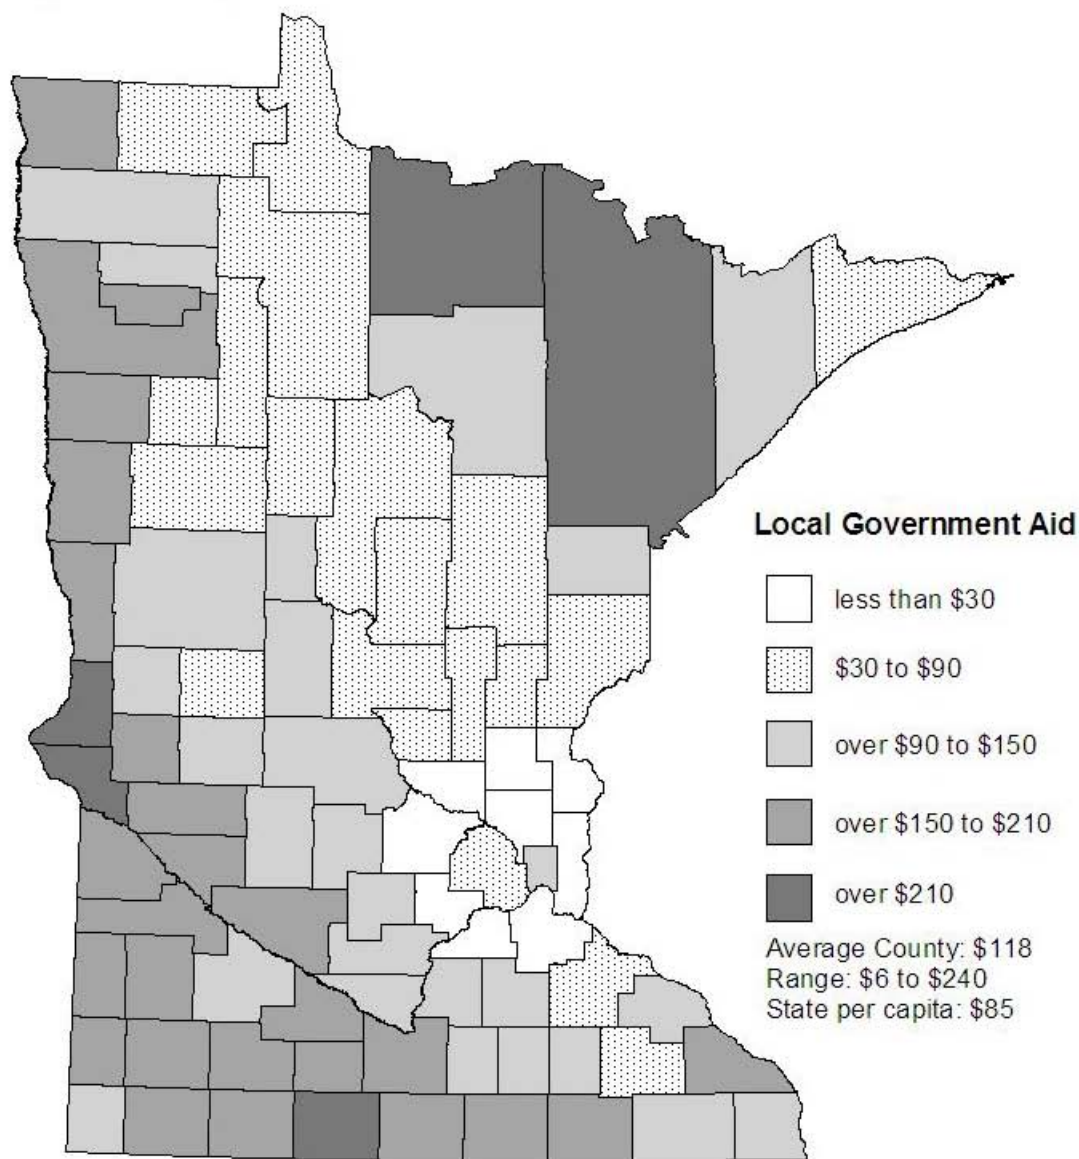 Local Government Aid
less than $30
$30 to $90
over $90 to $150
over $150 to $210
over $210
Average County: $118
Range: $6 to $240
State per capita: $85